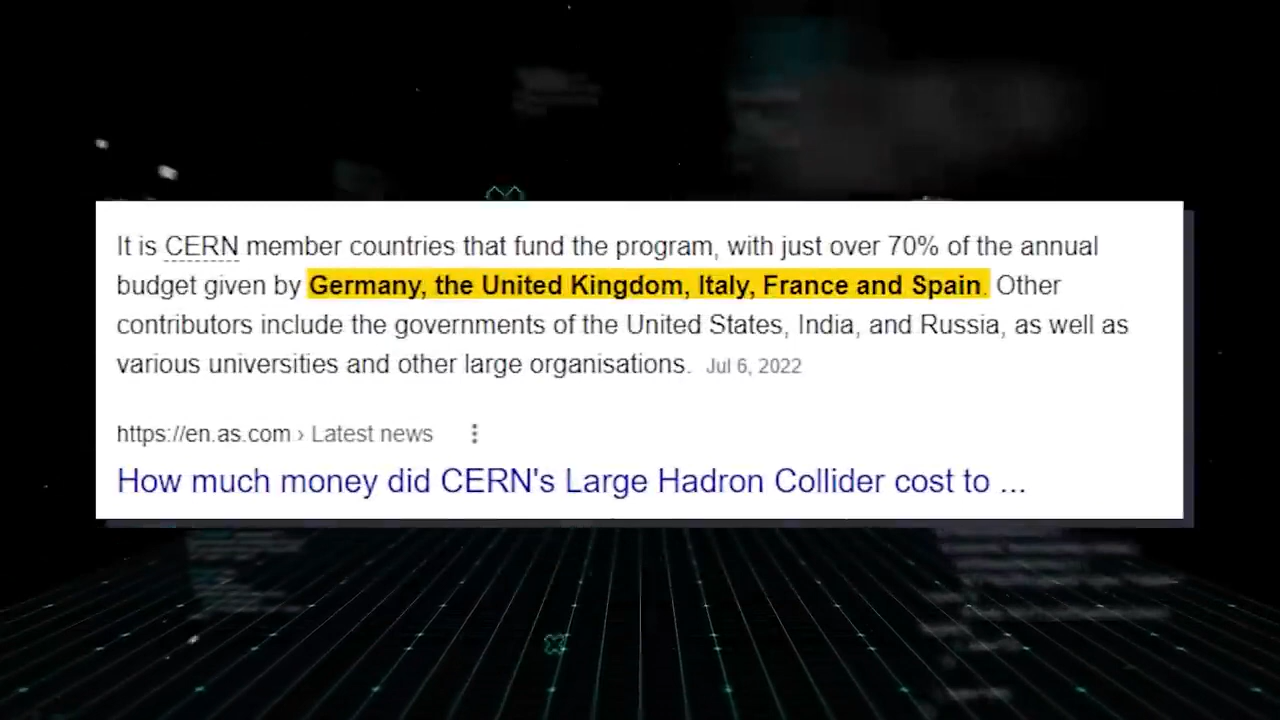 It is CERN member countries that fund the program, with just over 70% of the annual
budget given by Germany, the United Kingdom, Italy, France and Spain. Other
contributors include the governments of the United States, India, and Russia, as well as
various universities and other large organisations. Jul 6, 2022
https://en.as.com › Latest news
How much money did CERN's Large Hadron Collider cost to ...